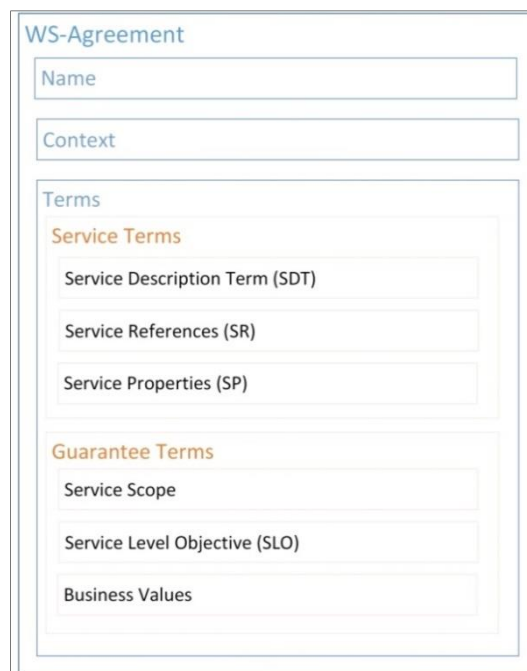 WS-Agreement
Name
Context
Terms
Service Terms
Service Description Term (SDT)
Service References (SR)
Service Properties (SP)
Guarantee Terms
Service Scope
Service Level Objective (SLO)
Business Values